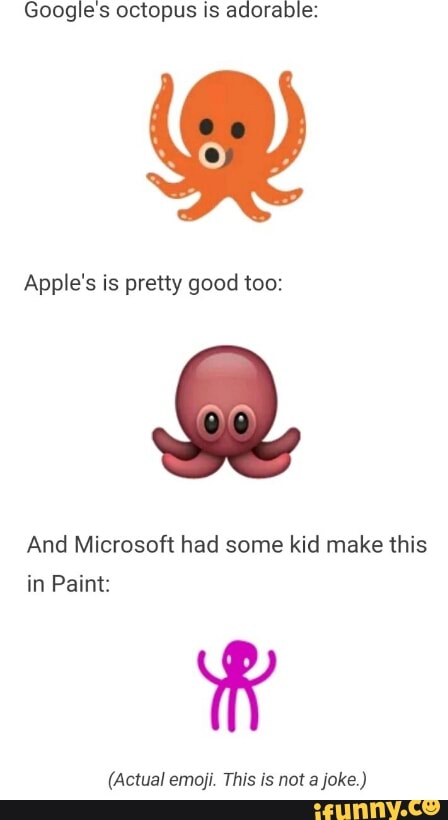 Google's octopus is adorable:
Apple's is pretty good too:
And Microsoft had some kid make this
in Paint:
(Actual emoji. This is not a joke.)
ifunny.co